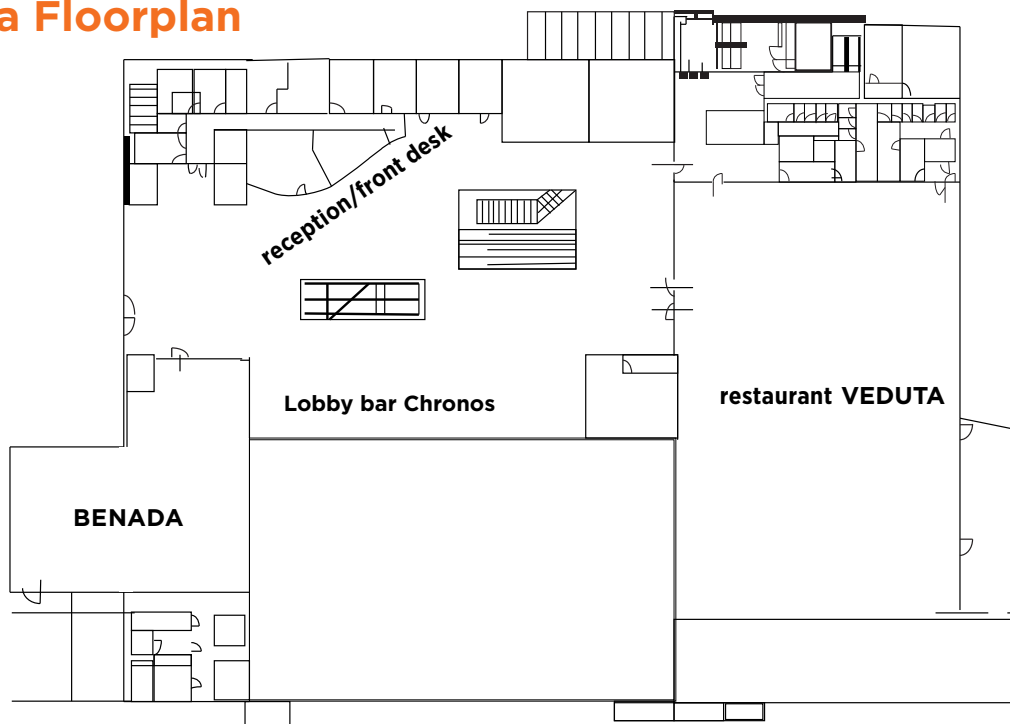 a Floorplan
reception/front desk
Lobby bar Chronos
restaurant VEDUTA
BENADA